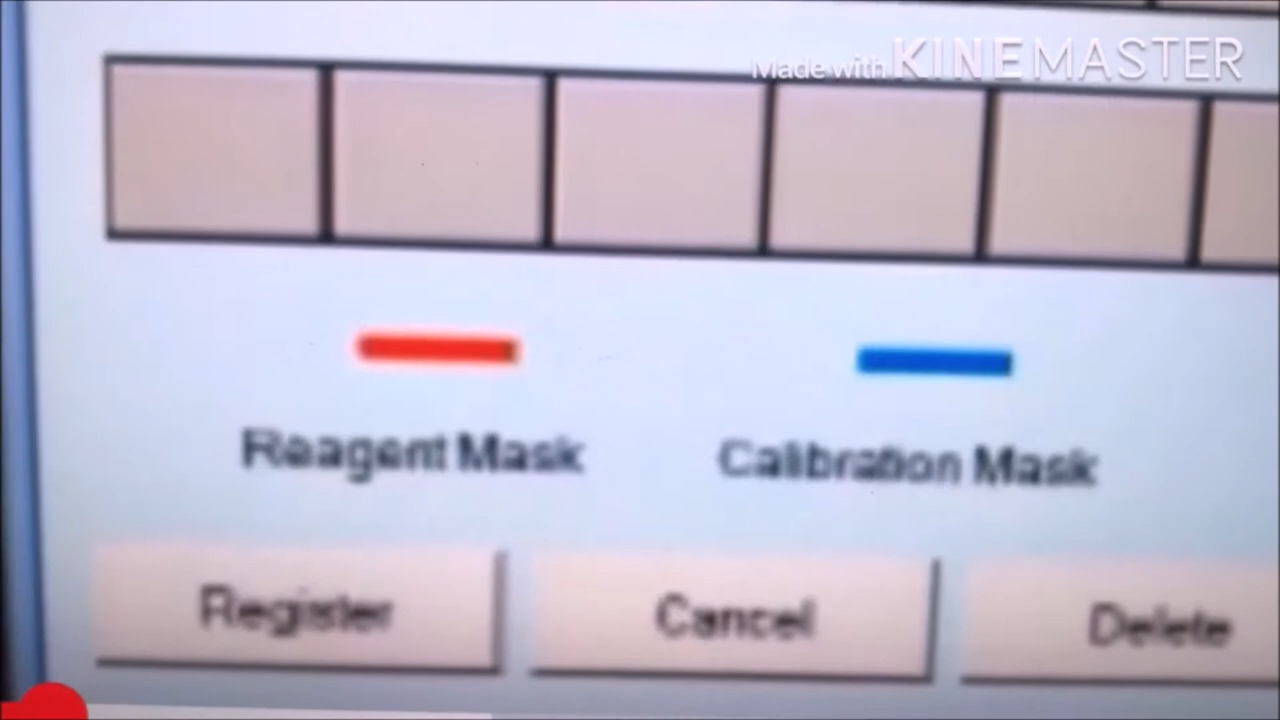 Made with KINEMASTER
Reagent Mask
Calibration Mask
Register
Cancel
Delete